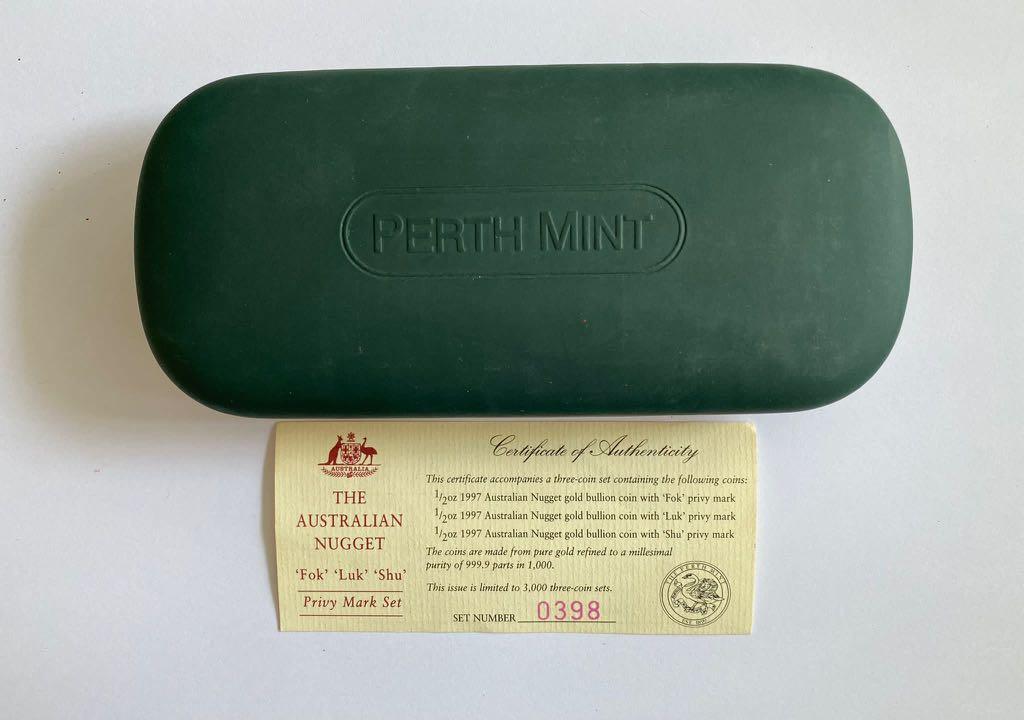 PERTH MINT
AUSTRALIA
THE
AUSTRALIAN
NUGGET
'Fok' 'Luk' 'Shu'
Privy Mark Set
Certificate of Authenticity
This certificate accompanies a three-coin set containing the following coins:
1/2oz 1997 Australian Nugget gold bullion coin with 'Fok' privy mark
1/2oz 1997 Australian Nugget gold bullion coin with 'Luk' privy mark
1/2oz 1997 Australian Nugget gold bullion coin with 'Shu' privy mark
The coins are made from pure gold refined to a millesimal
purity of 999.9 parts in 1,000.
This issue is limited to 3,000 three-coin sets.
SET NUMBER 0398
THE PERTH MINT